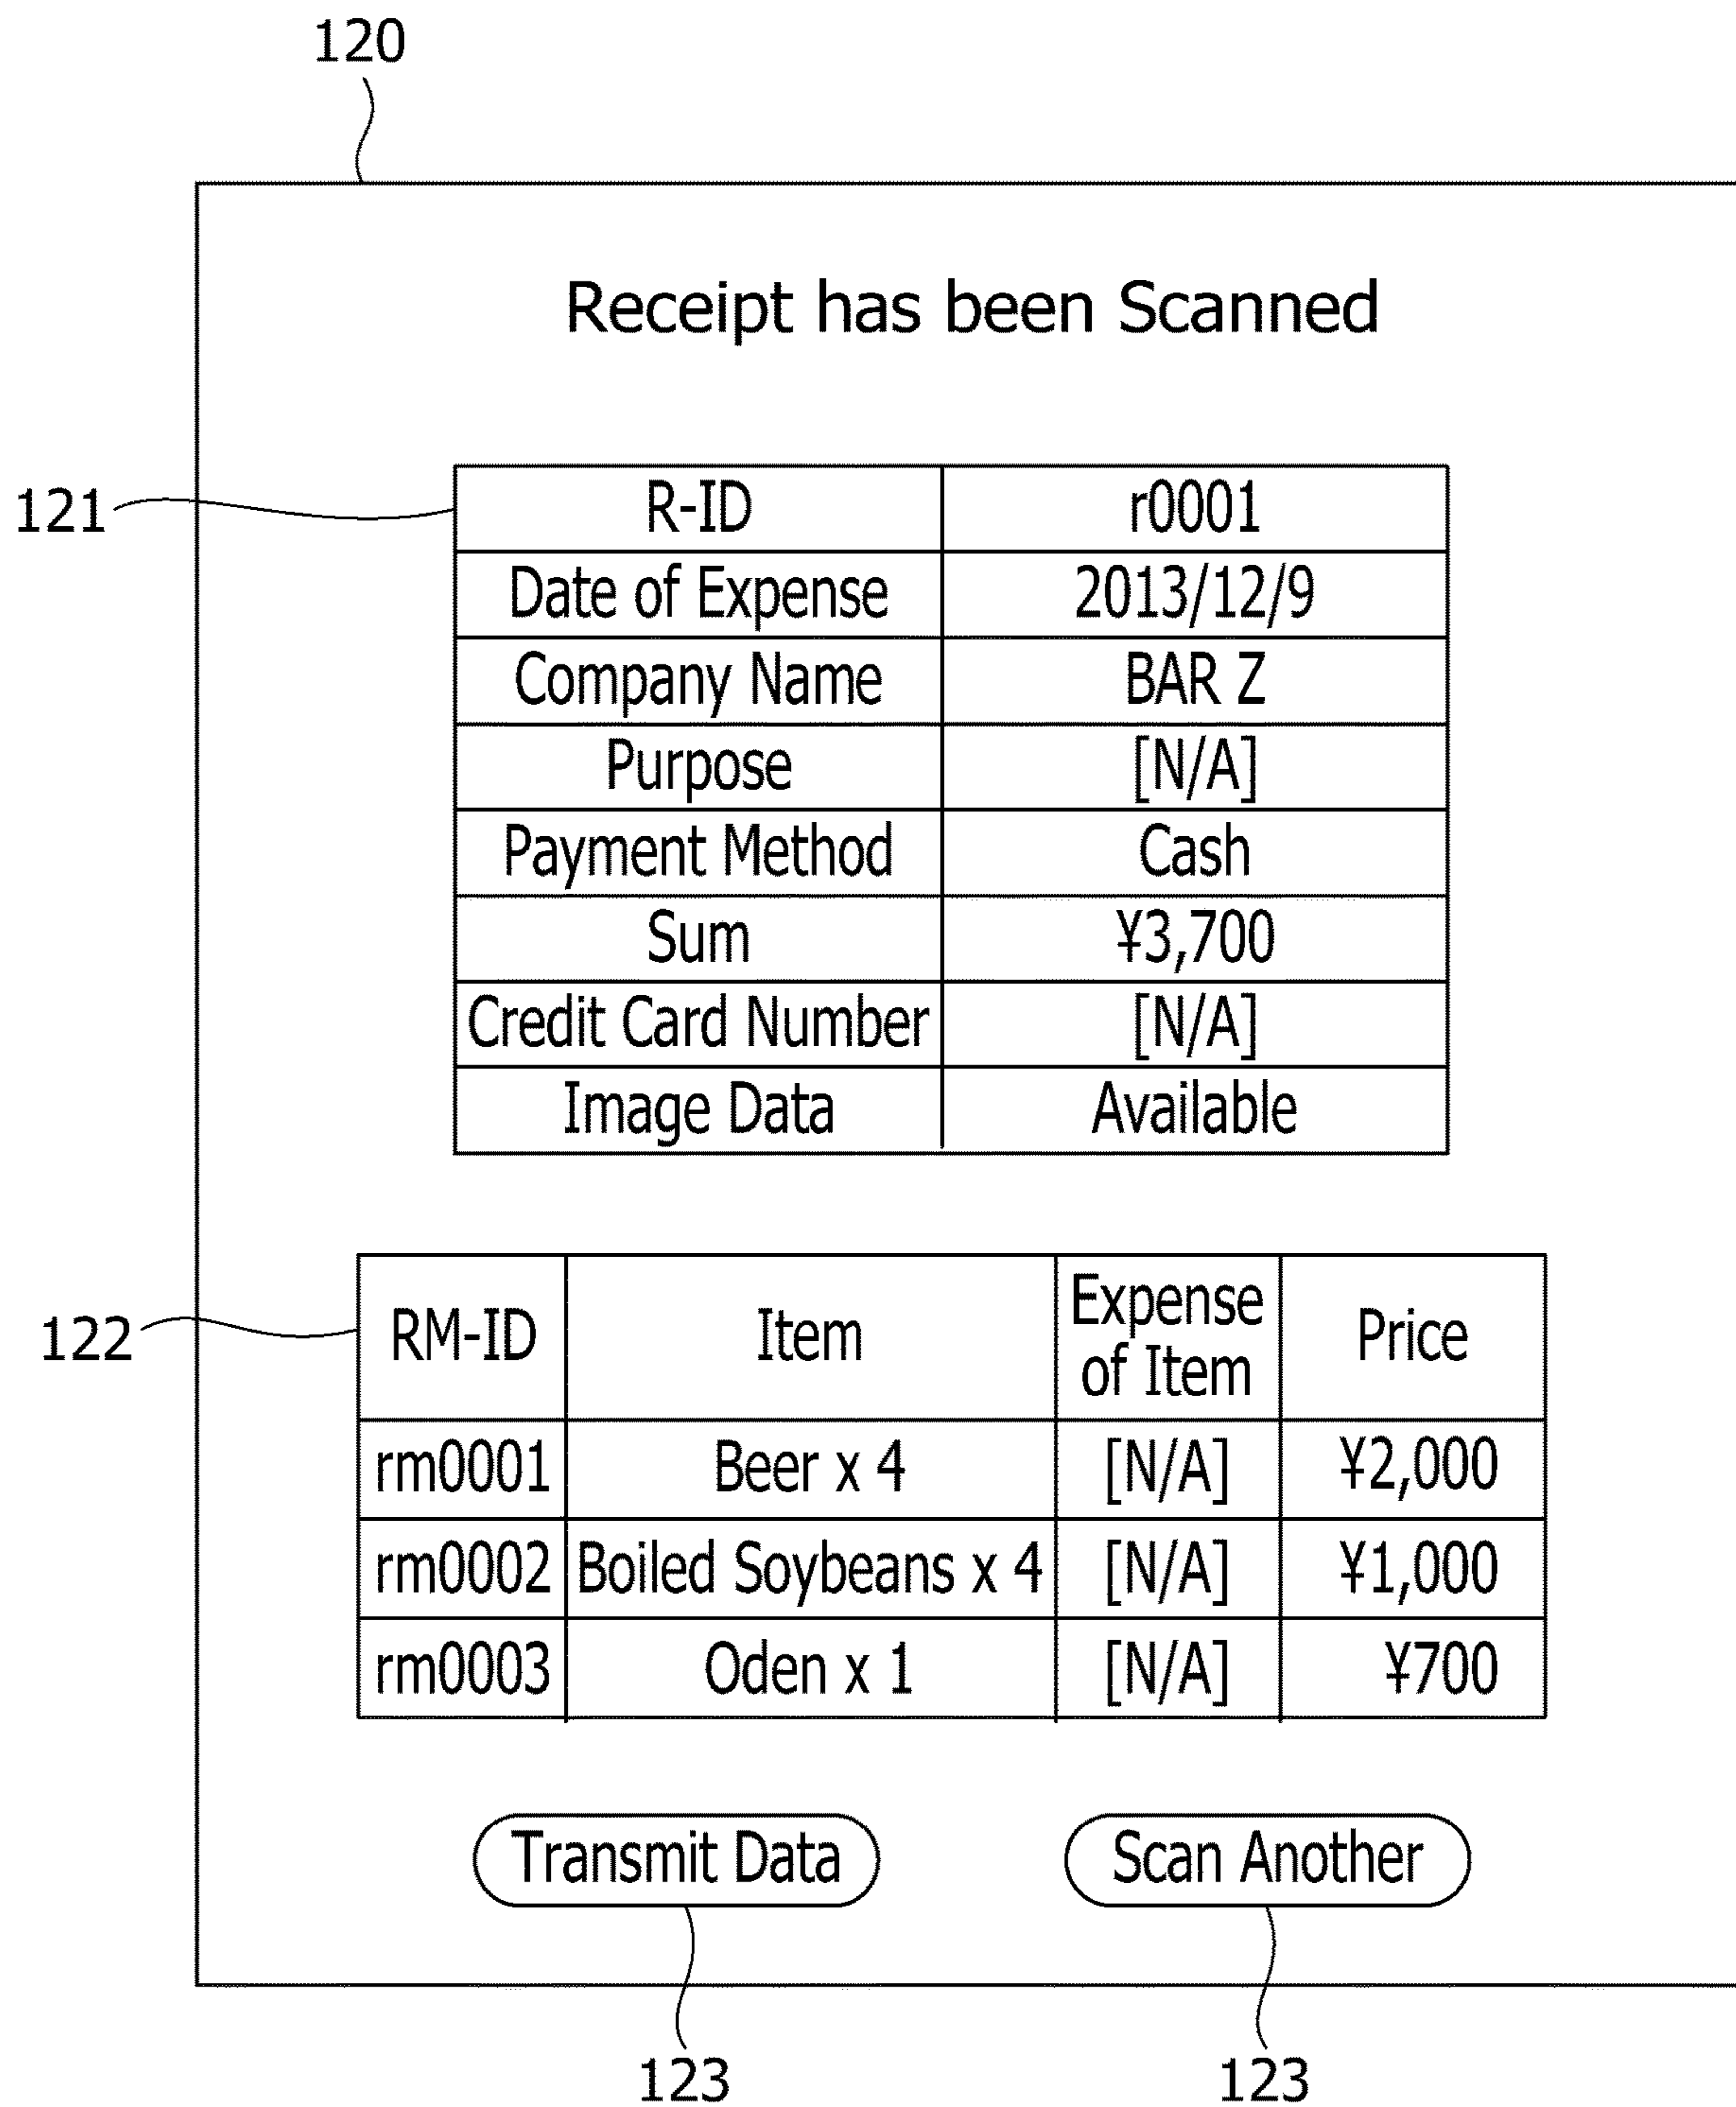 120
Receipt has been Scanned
121
R-ID r0001
Date of Expense 2013/12/9
Company Name BAR Z
Purpose [N/A]
Payment Method Cash
Sum ¥3,700
Credit Card Number [N/A]
Image Data Available
122
RM-ID Item Expense of Item Price
rm0001 Beer x 4 [N/A] ¥2,000
rm0002 Boiled Soybeans x 4 [N/A] ¥1,000
rm0003 Oden x 1 [N/A] ¥700
Transmit Data Scan Another
123 123